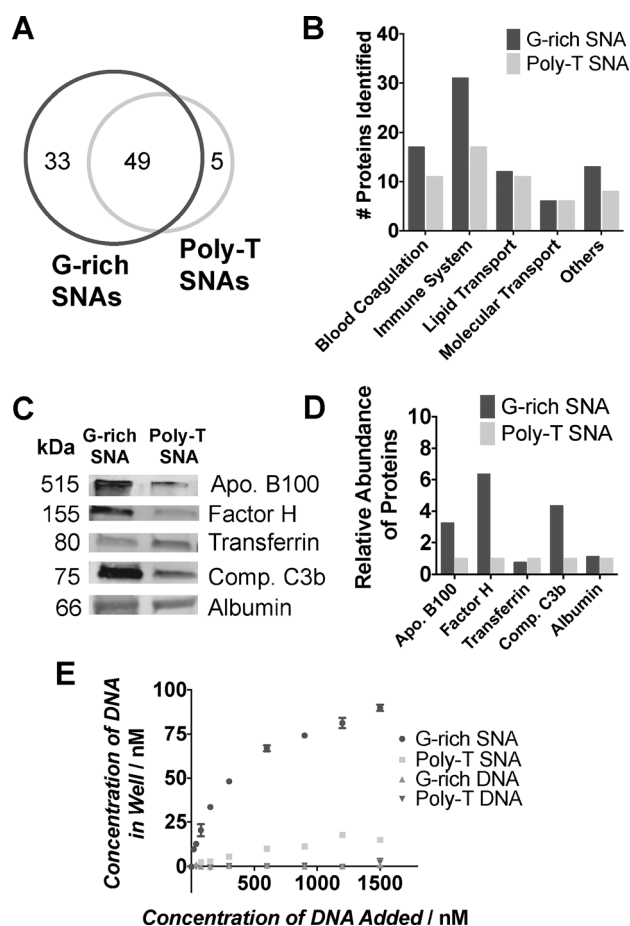 A
33
49
5
G-rich
SNAs
Poly-T
SNAs
B
# Proteins Identified
40
30
20
10
0
G-rich SNA
Poly-T SNA
Blood Coagulation
Immune System
Lipid Transport
Molecular Transport
Others
C
kDa
G-rich
SNA
Poly-T
SNA
515 Apo. B100
155 Factor H
80 Transferrin
75 Comp. C3b
66 Albumin
D
Relative Abundance
of Proteins
10
8
6
4
2
0
G-rich SNA
Poly-T SNA
Apo. B100
Factor H
Transferrin
Comp. C3b
Albumin
E
Concentration of DNA
in Well / nM
100
75
50
25
0
500 1000 1500
G-rich SNA
Poly-T SNA
G-rich DNA
Poly-T DNA
Concentration of DNA Added / nM